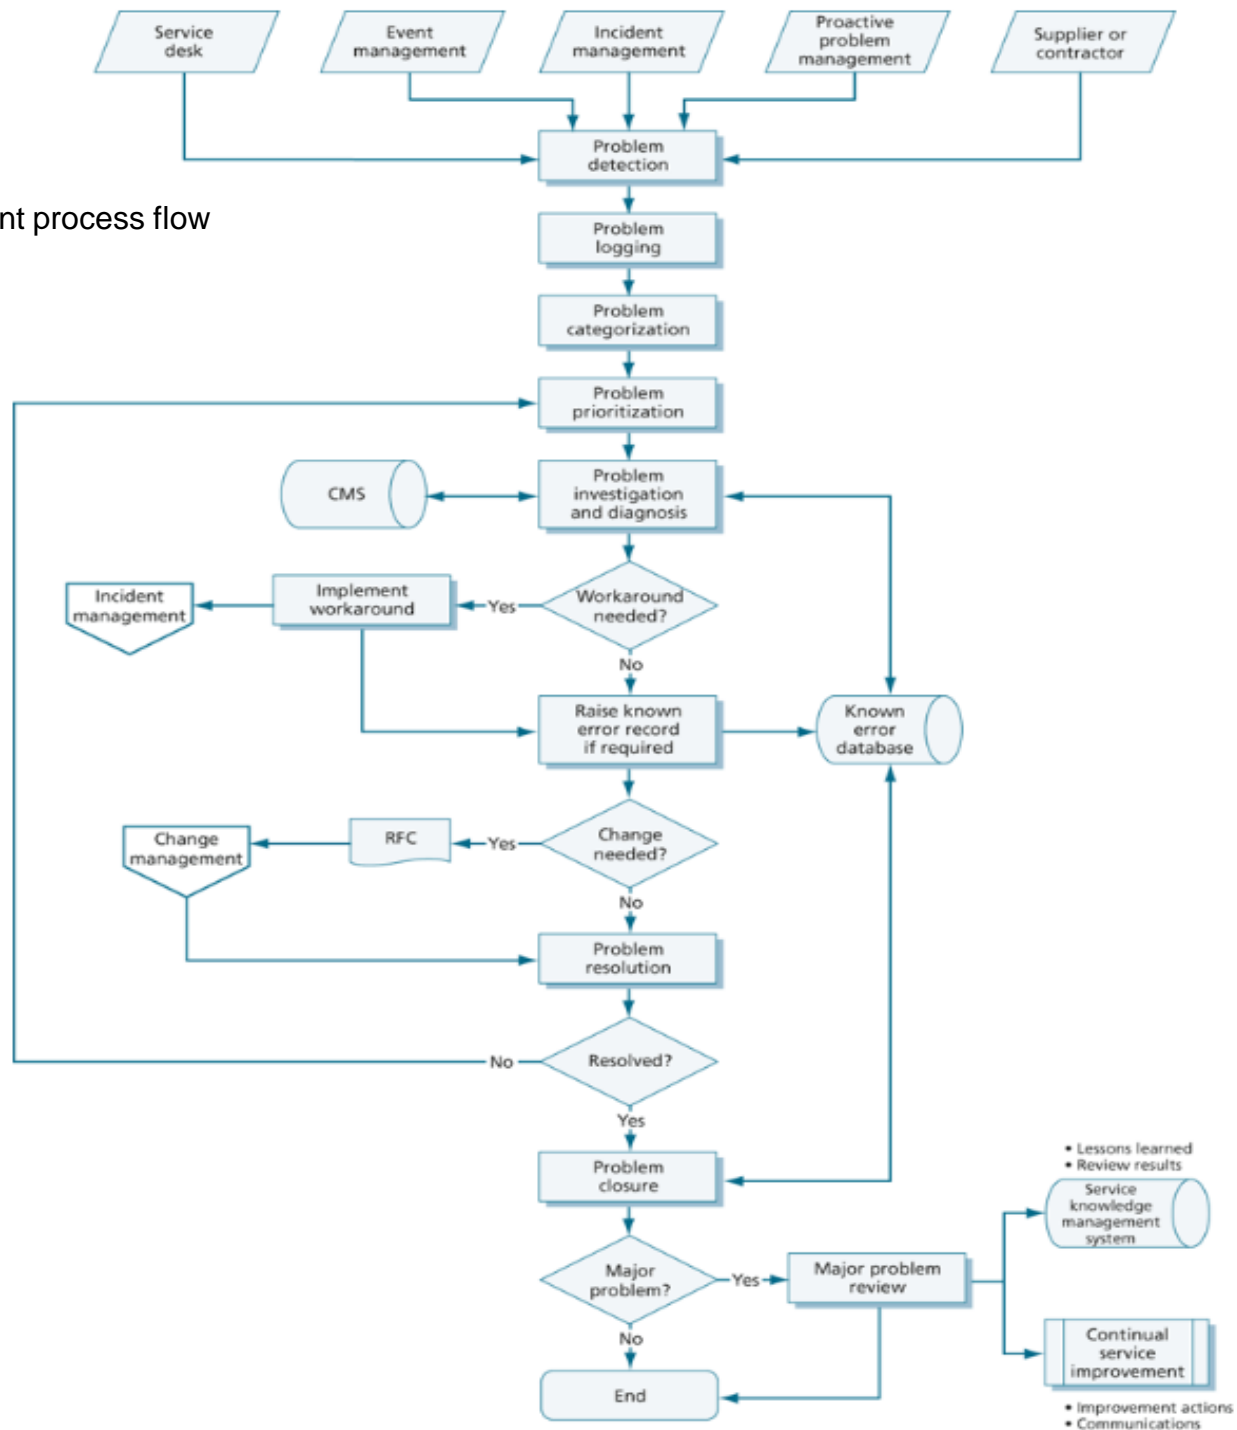 Service
desk
Event
management
Incident
management
Proactive
problem
management
Supplier or
contractor
Problem
detection
nt process flow
Problem
logging
Problem
categorization
Problem
prioritization
CMS
Problem
investigation
and diagnosis
Incident
management
Implement
workaround
Yes
Workaround
needed?
No
Raise known
error record
if required
Known
error
database
Change
management
RFC
Yes
Change
needed?
No
Problem
resolution
No
Resolved?
Yes
Problem
closure
• Lessons learned
• Review results
Service
knowledge
management
system
Major
problem?
Yes
Major problem
review
No
Continual
service
improvement
End
• Improvement actions
• Communications